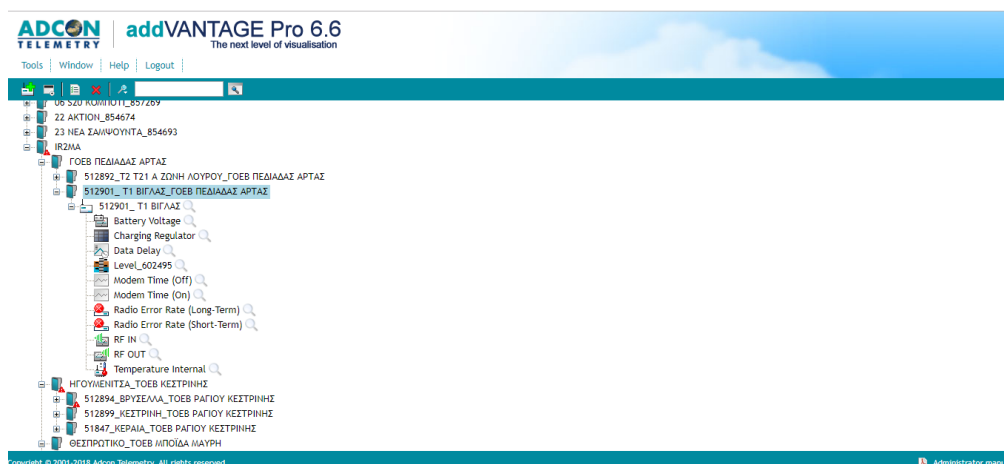 ADCON
TELEMETRY
addVANTAGE Pro 6.6
The next level of visualisation
Tools Window Help Logout
06 S20 ΚΟΜΠΟΤΙ_857269
22 ΑΚΤΙΟΝ_854674
23 ΝΕΑ ΣΑΜΨΟΥΝΤΑ_854693
IR2MA
ΓΟΕΒ ΠΕΔΙΑΔΑΣ ΑΡΤΑΣ
512892_Τ2 Τ21 Α ΖΩΝΗ ΛΟΥΡΟΥ_ΓΟΕΒ ΠΕΔΙΑΔΑΣ ΑΡΤΑΣ
512901_ Τ1 ΒΙΓΛΑΣ_ΓΟΕΒ ΠΕΔΙΑΔΑΣ ΑΡΤΑΣ
512901_ Τ1 ΒΙΓΛΑΣ
Battery Voltage
Charging Regulator
Data Delay
Level_602495
Modem Time (Off)
Modem Time (On)
Radio Error Rate (Long-Term)
Radio Error Rate (Short-Term)
RF IN
RF OUT
Temperature Internal
ΗΓΟΥΜΕΝΙΤΣΑ_ΤΟΕΒ ΚΕΣΤΡΙΝΗΣ
512894_ΒΡΥΣΕΛΛΑ_ΤΟΕΒ ΡΑΓΙΟΥ ΚΕΣΤΡΙΝΗΣ
512899_ΚΕΣΤΡΙΝΗ_ΤΟΕΒ ΡΑΓΙΟΥ ΚΕΣΤΡΙΝΗΣ
51847_ΚΕΡΑΙΑ_ΤΟΕΒ ΡΑΓΙΟΥ ΚΕΣΤΡΙΝΗΣ
ΘΕΣΠΡΩΤΙΚΟ_ΤΟΕΒ ΜΠΟΪΔΑ ΜΑΥΡΗ
Copyright © 2001-2018 Adcon Telemetry. All rights reserved Administrator